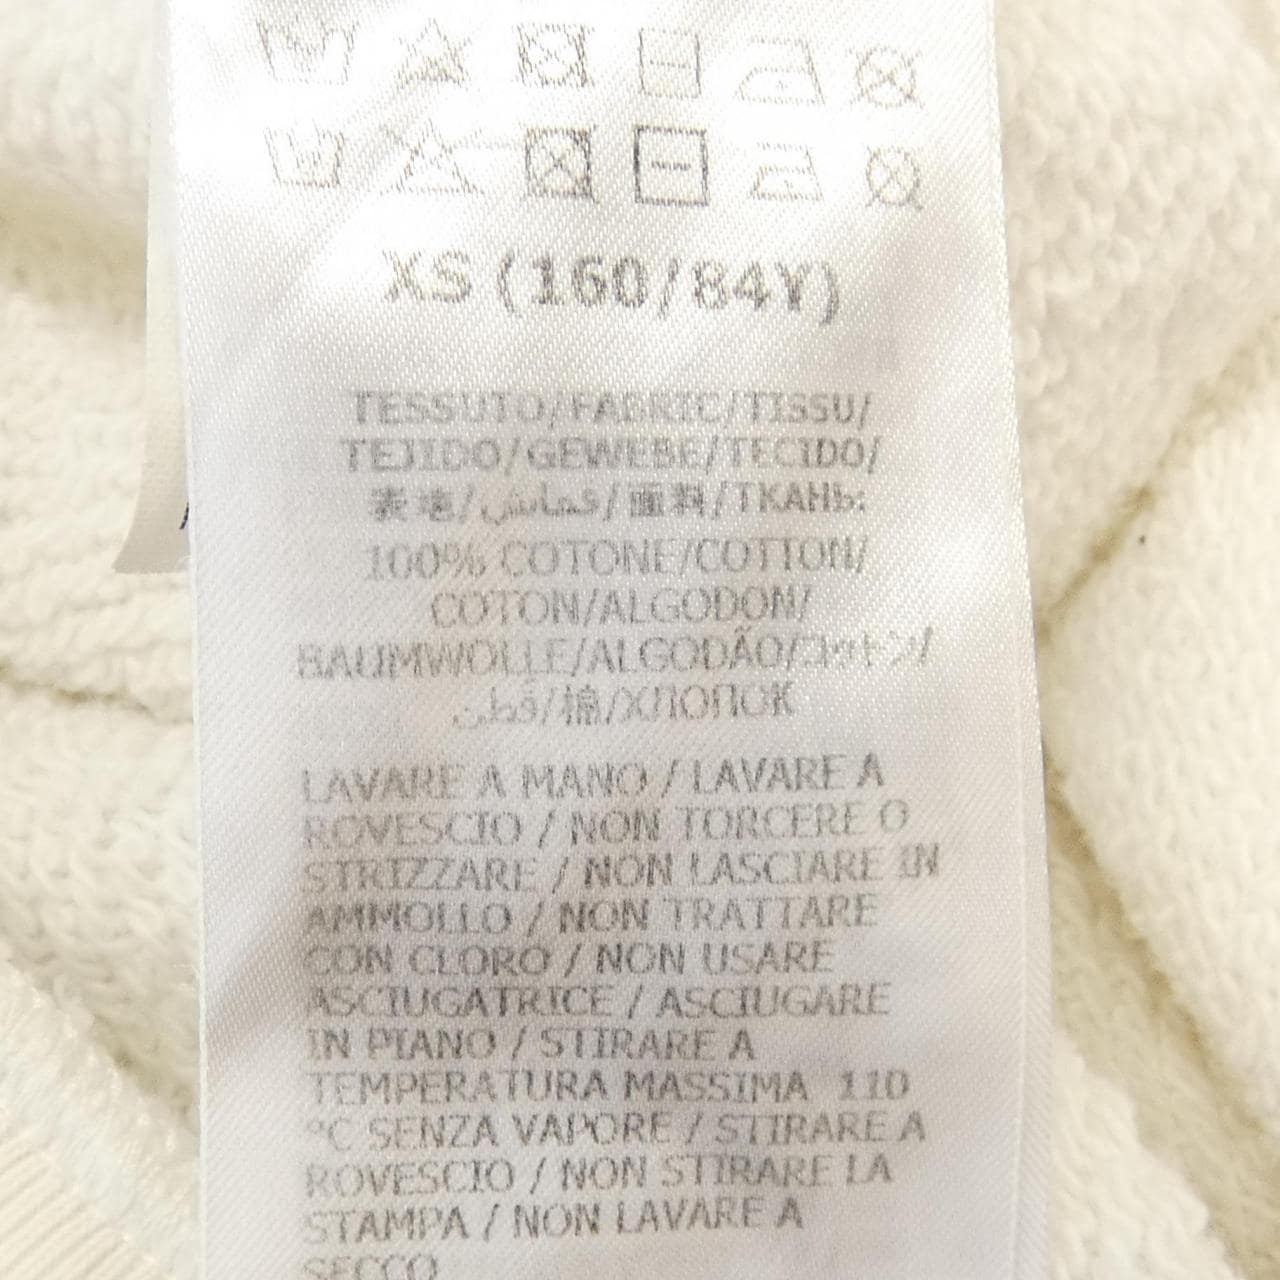 XS (160/84Y)
TESSUTO/FABRIC/TISSU/
TEJIDO/GEWEBE/TECIDO/
表地/قماش/面料/ТКАНЬ:
100% COTONE/COTTON/
COTON/ALGODON/
BAUMWOLLE/ALGODÃO/コットン/
قطن/棉/ХЛОПОК
LAVARE A MANO / LAVARE A
ROVESCIO / NON TORCERE O
STRIZZARE / NON LASCIARE IN
AMMOLLO / NON TRATTARE
CON CLORO / NON USARE
ASCIUGATRICE / ASCIUGARE
IN PIANO / STIRARE A
TEMPERATURA MASSIMA 110
°C SENZA VAPORE / STIRARE A
ROVESCIO / NON STIRARE LA
STAMPA / NON LAVARE A
SECCO